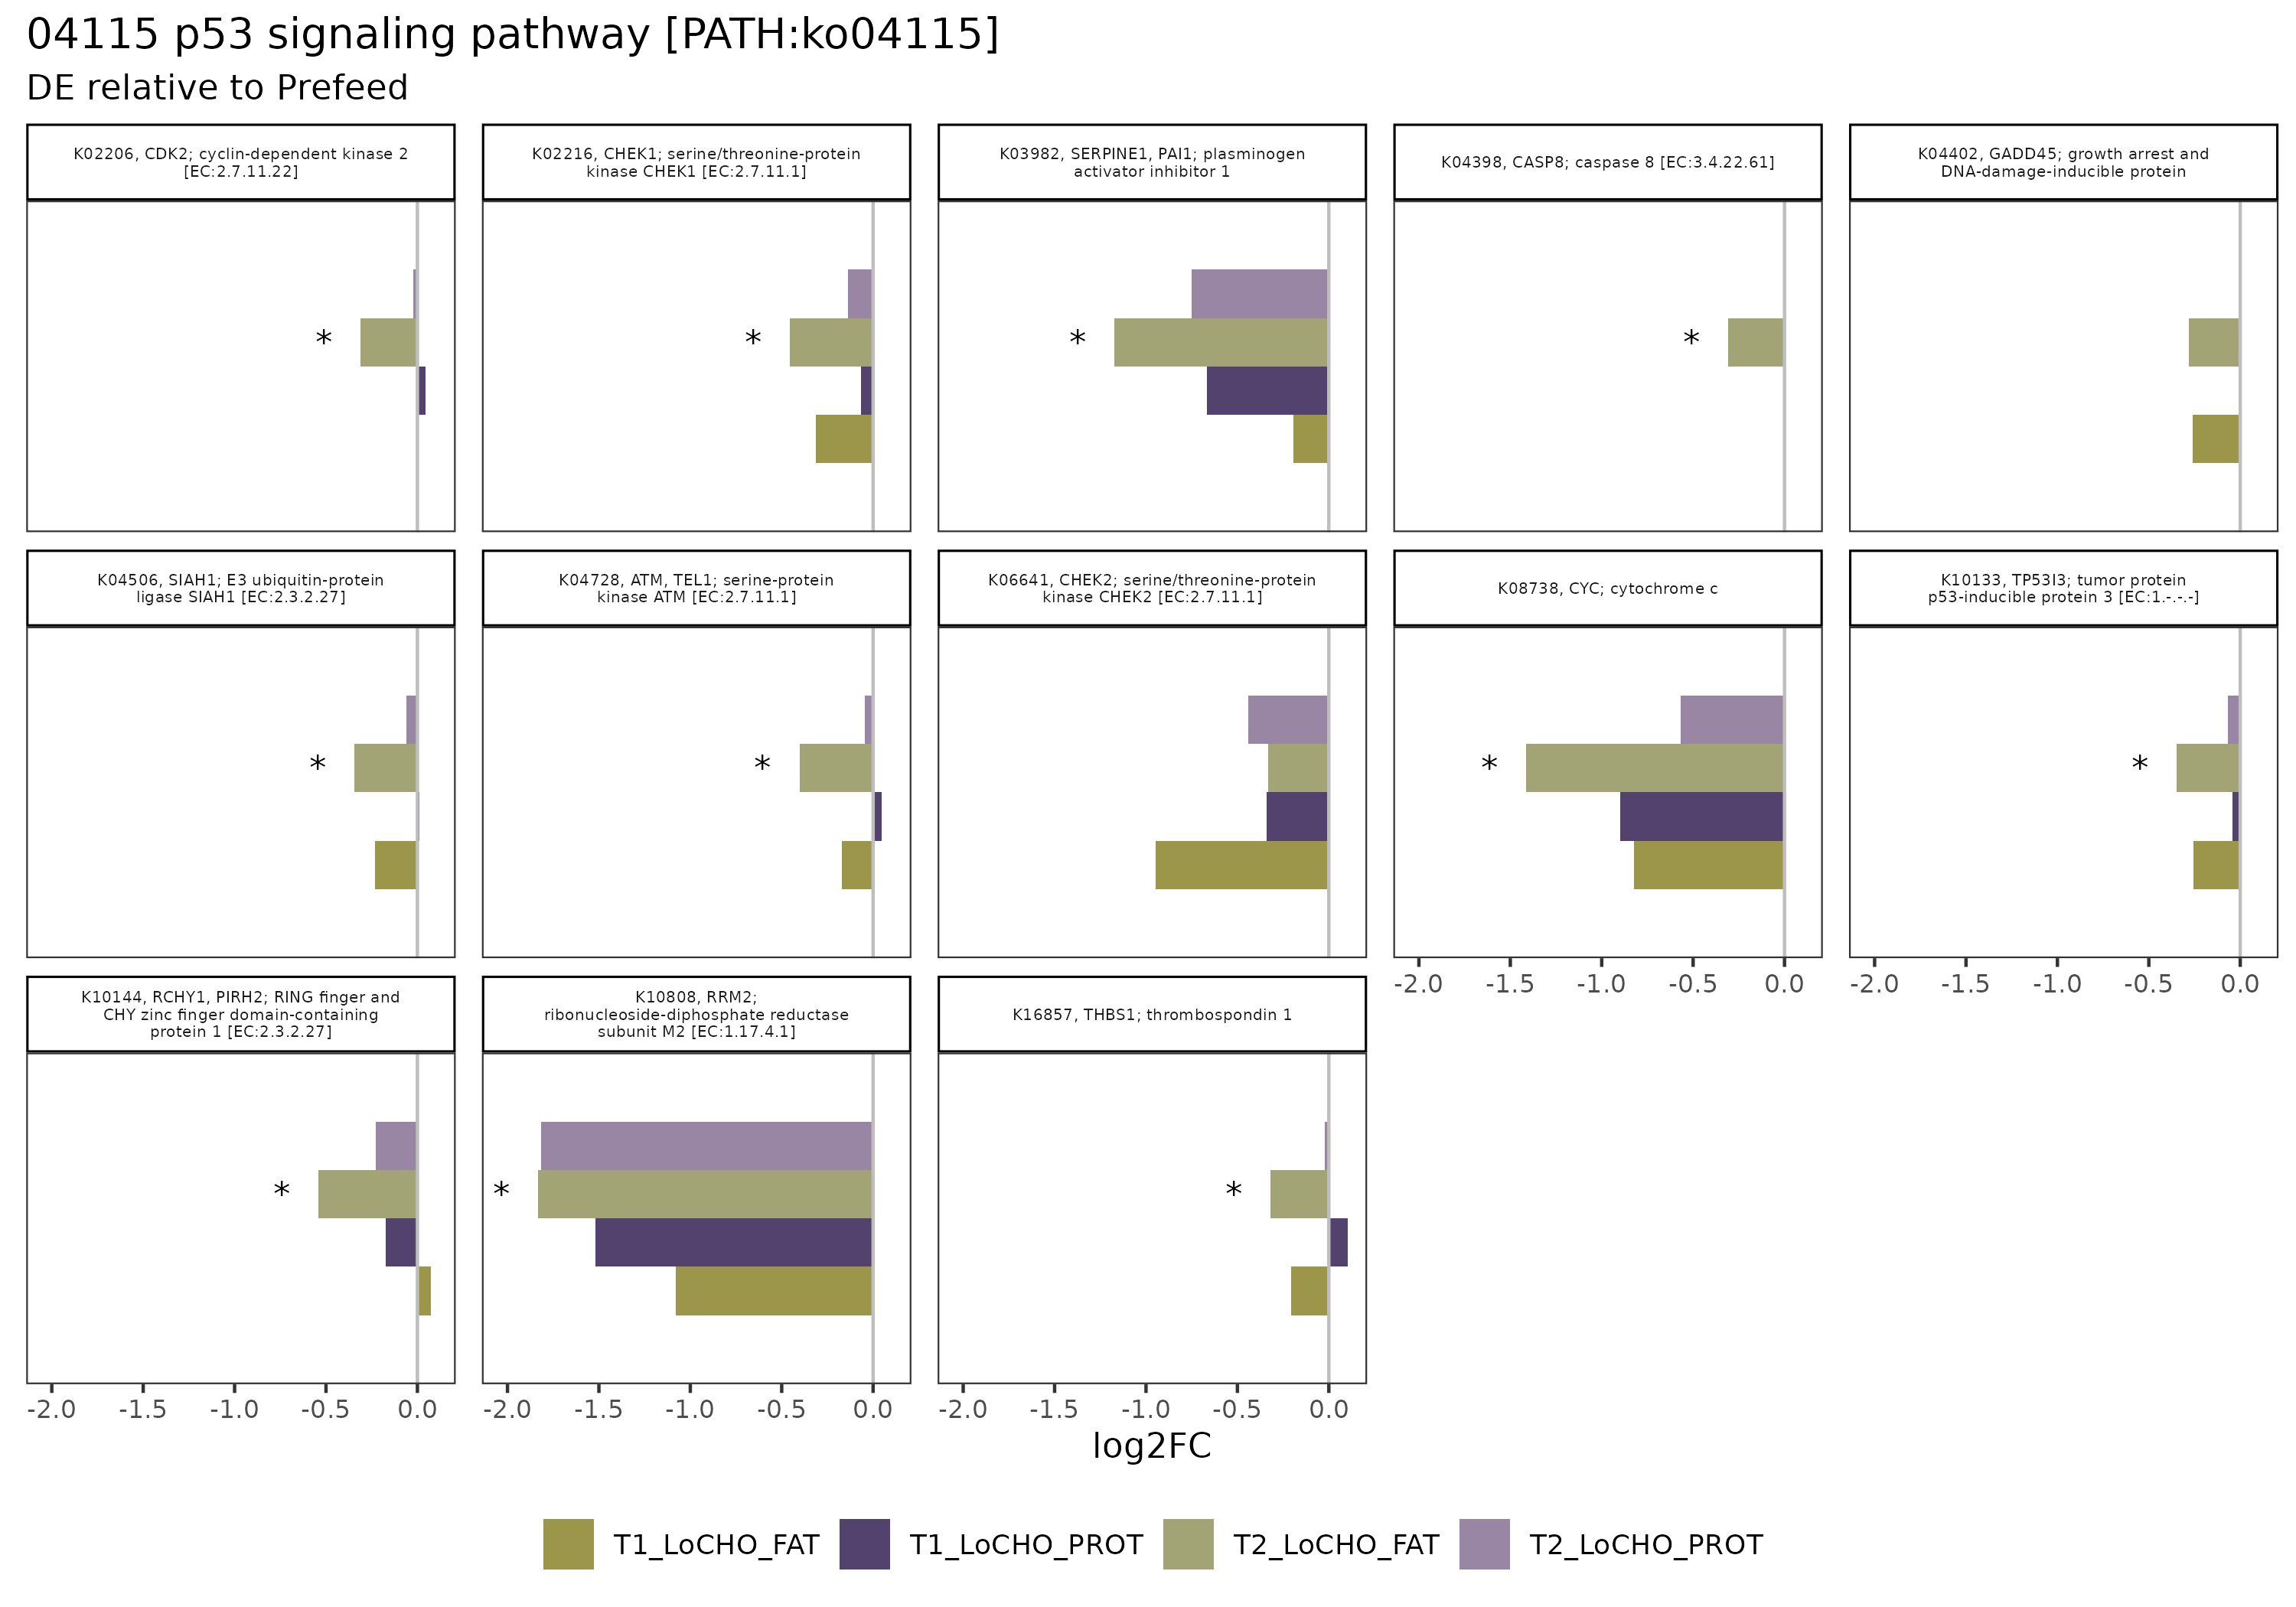 04115 p53 signaling pathway [PATH:ko04115]
DE relative to Prefeed
K02206, CDK2; cyclin-dependent kinase 2
[EC:2.7.11.22]
K02216, CHEK1; serine/threonine-protein
kinase CHEK1 [EC:2.7.11.1]
K03982, SERPINE1, PAI1; plasminogen
activator inhibitor 1
K04398, CASP8; caspase 8 [EC:3.4.22.61]
K04402, GADD45; growth arrest and
DNA-damage-inducible protein
*
*
*
*
K04506, SIAH1; E3 ubiquitin-protein
ligase SIAH1 [EC:2.3.2.27]
K04728, ATM, TEL1; serine-protein
kinase ATM [EC:2.7.11.1]
K06641, CHEK2; serine/threonine-protein
kinase CHEK2 [EC:2.7.11.1]
K08738, CYC; cytochrome c
K10133, TP53I3; tumor protein
p53-inducible protein 3 [EC:1.-.-.-]
*
*
*
*
-2.0 -1.5 -1.0 -0.5 0.0
-2.0 -1.5 -1.0 -0.5 0.0
K10144, RCHY1, PIRH2; RING finger and
CHY zinc finger domain-containing
protein 1 [EC:2.3.2.27]
K10808, RRM2;
ribonucleoside-diphosphate reductase
subunit M2 [EC:1.17.4.1]
K16857, THBS1; thrombospondin 1
*
*
*
-2.0 -1.5 -1.0 -0.5 0.0
-2.0 -1.5 -1.0 -0.5 0.0
-2.0 -1.5 -1.0 -0.5 0.0
log2FC
T1_LoCHO_FAT T1_LoCHO_PROT T2_LoCHO_FAT T2_LoCHO_PROT